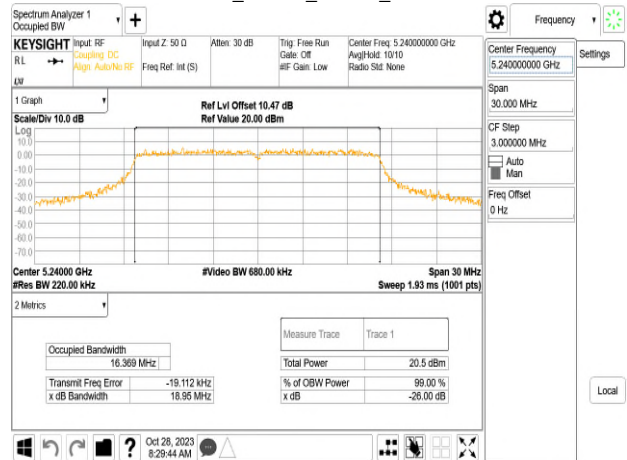 Spectrum Analyzer 1
Occupied BW
Frequency
KEYSIGHT
Input: RF
Input Z: 50 Ω
Atten: 30 dB
Trig: Free Run
Center Freq: 5.240000000 GHz
RL
Coupling: DC
Gate: Off
Avg|Hold: 10/10
Align: Auto/No RF
Freq Ref: Int (S)
#IF Gain: Low
Radio Std: None
LXI
Center Frequency
5.240000000 GHz
Settings
Span
30.000 MHz
CF Step
3.000000 MHz
Auto
Man
Freq Offset
0 Hz
Local
1 Graph
Ref Lvl Offset 10.47 dB
Scale/Div 10.0 dB
Ref Value 20.00 dBm
Log
10.0
0.00
-10.0
-20.0
-30.0
-40.0
-50.0
-60.0
-70.0
Center 5.24000 GHz
#Video BW 680.00 kHz
Span 30 MHz
#Res BW 220.00 kHz
Sweep 1.93 ms (1001 pts)
2 Metrics
Measure Trace
Trace 1
Occupied Bandwidth
16.369 MHz
Total Power
20.5 dBm
Transmit Freq Error
-19.112 kHz
% of OBW Power
99.00 %
x dB Bandwidth
18.95 MHz
x dB
-26.00 dB
?
Oct 28, 2023
8:29:44 AM